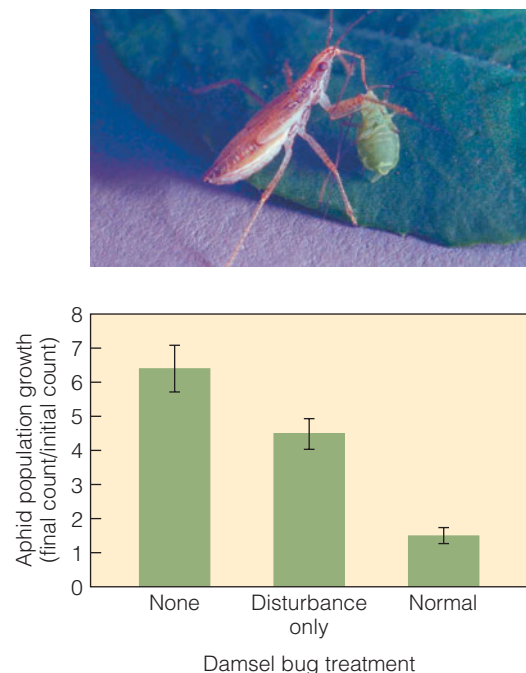 8
7
6
5
4
3
2
1
0
Aphid population growth
(final count/initial count)
None
Disturbance
only
Normal
Damsel bug treatment